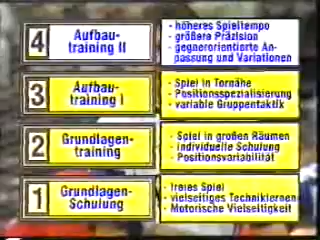 4
Aufbau-
training II
- höheres Spieltempo
- größere Präzision
- gegnerorientierte An-
passung und Variationen
3
Aufbau-
training I
- Spiel in Tornähe
- Positionsspezialisierung
- variable Gruppentaktik
2
Grundlagen-
training
- Spiel in großen Räumen
- individuelle Schulung
- Positionsvariabilität
1
Grundlagen-
Schulung
- freies Spiel
- vielseitiges Techniklernen
- Motorische Vielseitigkeit